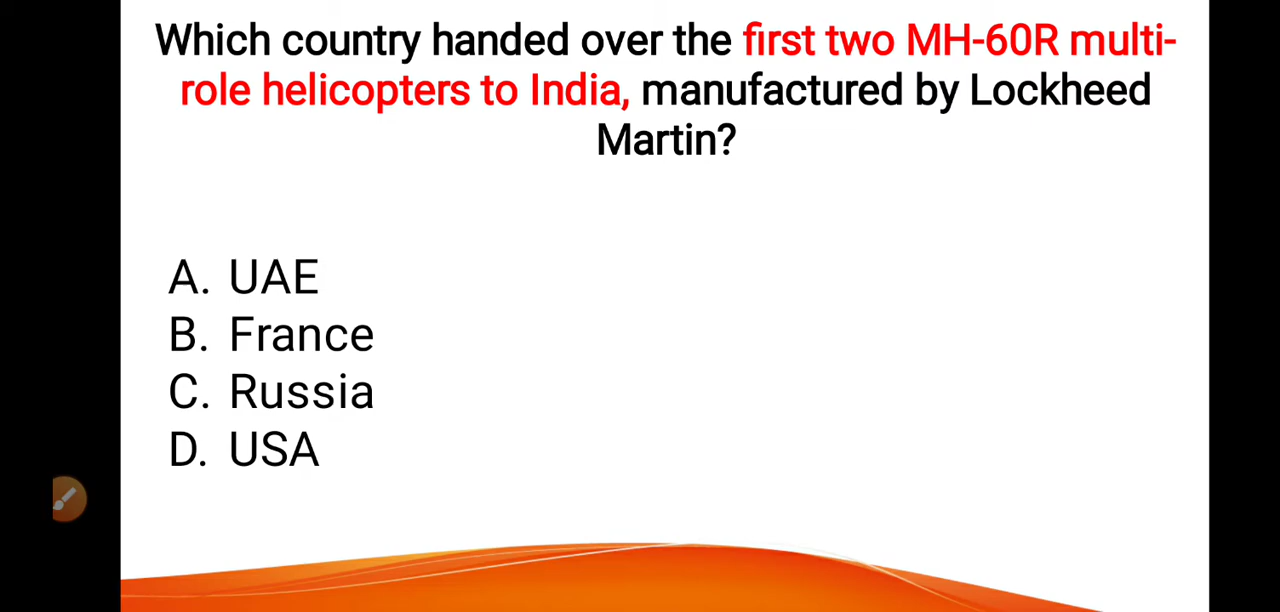 Which country handed over the first two MH-60R multi-
role helicopters to India, manufactured by Lockheed
Martin?
A. UAE
B. France
C. Russia
D. USA